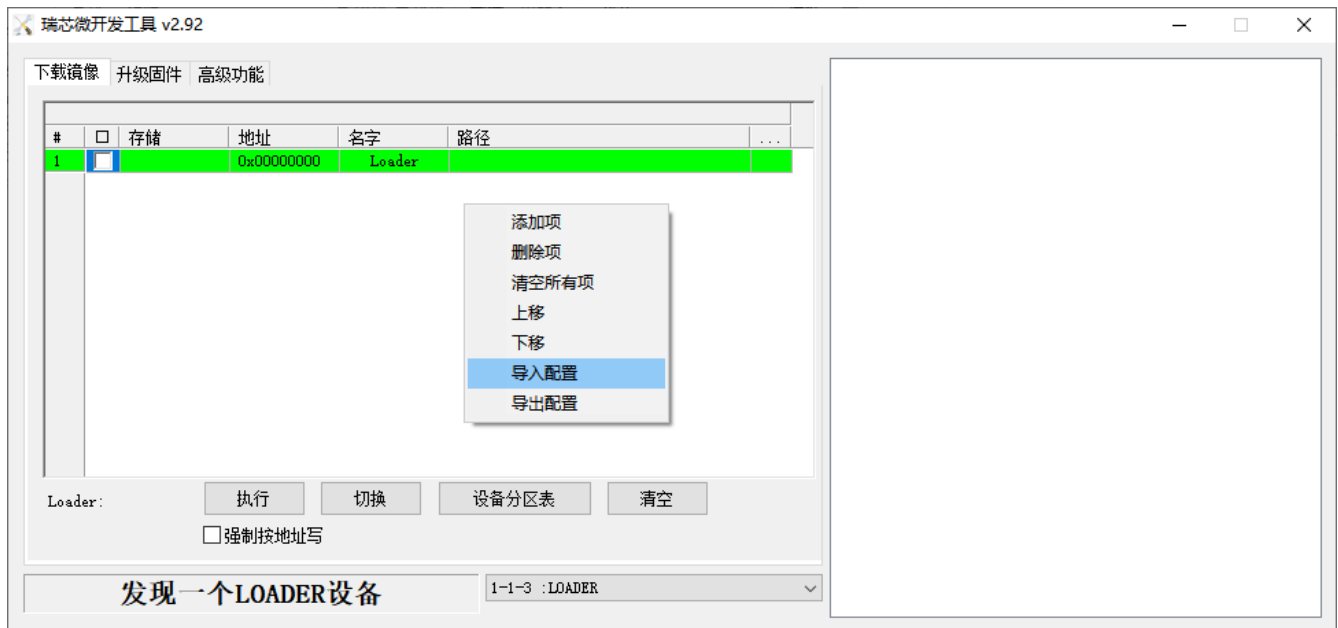 瑞芯微开发工具 v2.92
下载镜像 升级固件 高级功能
# 存储 地址 名字 路径 ...
1 0x00000000 Loader
添加项
删除项
清空所有项
上移
下移
导入配置
导出配置
Loader: 执行 切换 设备分区表 清空
强制按地址写
发现一个LOADER设备 1-1-3 :LOADER